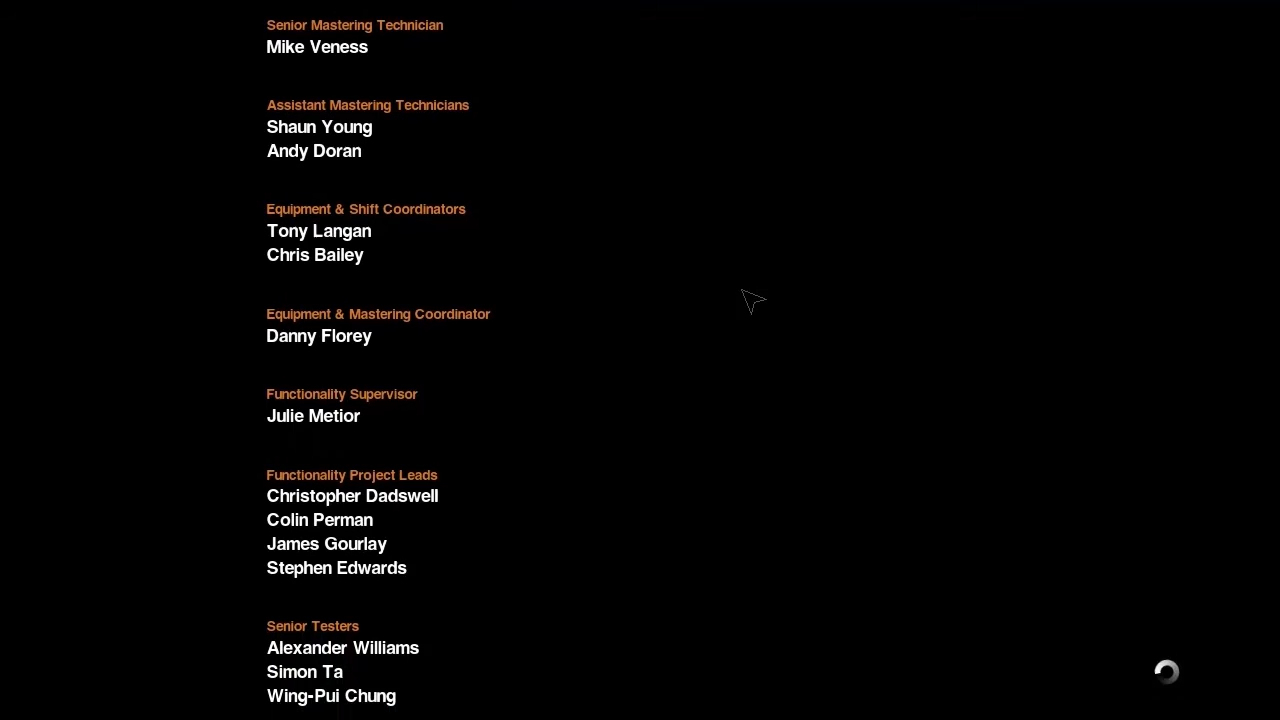 Senior Mastering Technician
Mike Veness
Assistant Mastering Technicians
Shaun Young
Andy Doran
Equipment & Shift Coordinators
Tony Langan
Chris Bailey
Equipment & Mastering Coordinator
Danny Florey
Functionality Supervisor
Julie Metior
Functionality Project Leads
Christopher Dadswell
Colin Perman
James Gourlay
Stephen Edwards
Senior Testers
Alexander Williams
Simon Ta
Wing-Pui Chung